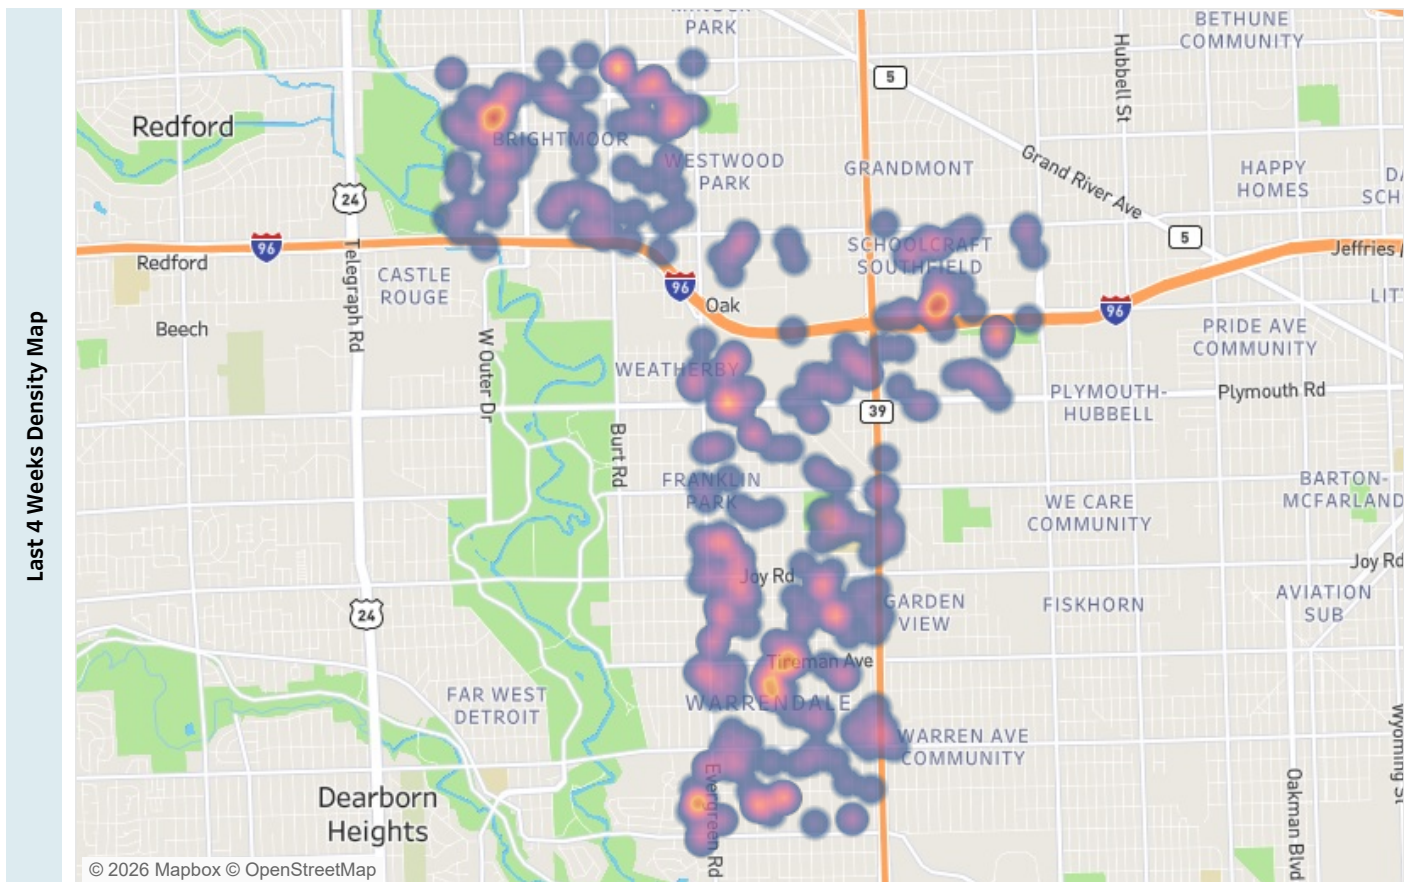 Last 4 Weeks Density Map
PARK
BETHUNE
COMMUNITY
Hubbell St
5
Redford
BRIGHTMOOR
WESTWOOD
PARK
GRANDMONT
Grand River Ave
HAPPY
HOMES
24
5
96
Redford
Telegraph Rd
CASTLE
ROUGE
SCHOOLCRAFT
SOUTHFIELD
Jeffries
96
Oak
96
Beech
W Outer Dr
WEATHERBY
PRIDE AVE
COMMUNITY
PLYMOUTH-
HUBBELL
Plymouth Rd
39
Burt Rd
FRANKLIN
PARK
WE CARE
COMMUNITY
BARTON-
MCFARLAND
Joy Rd
Joy Rd
24
GARDEN
VIEW
FISKHORN
AVIATION
SUB
Tireman Ave
FAR WEST
DETROIT
WARRENDALE
WARREN AVE
COMMUNITY
Wyoming St
Evergreen Rd
Oakman Blvd
Dearborn
Heights
© 2026 Mapbox © OpenStreetMap